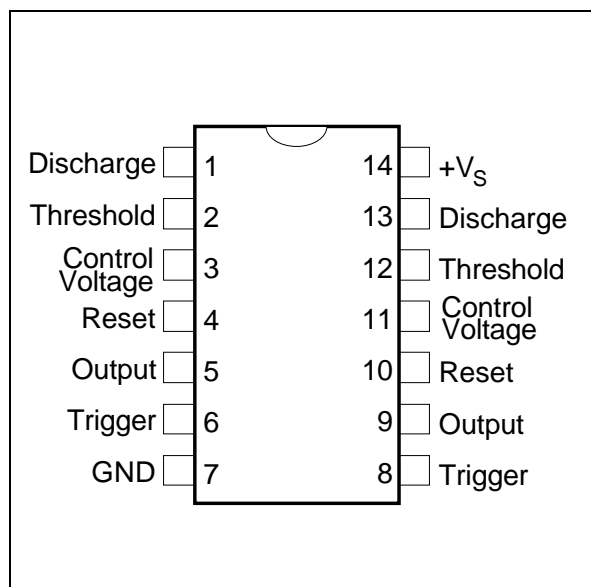 Discharge 1 14 +VS
Threshold 2 13 Discharge
Control
Voltage 3 12 Threshold
Reset 4 11 Control
Voltage
Output 5 10 Reset
Trigger 6 9 Output
GND 7 8 Trigger